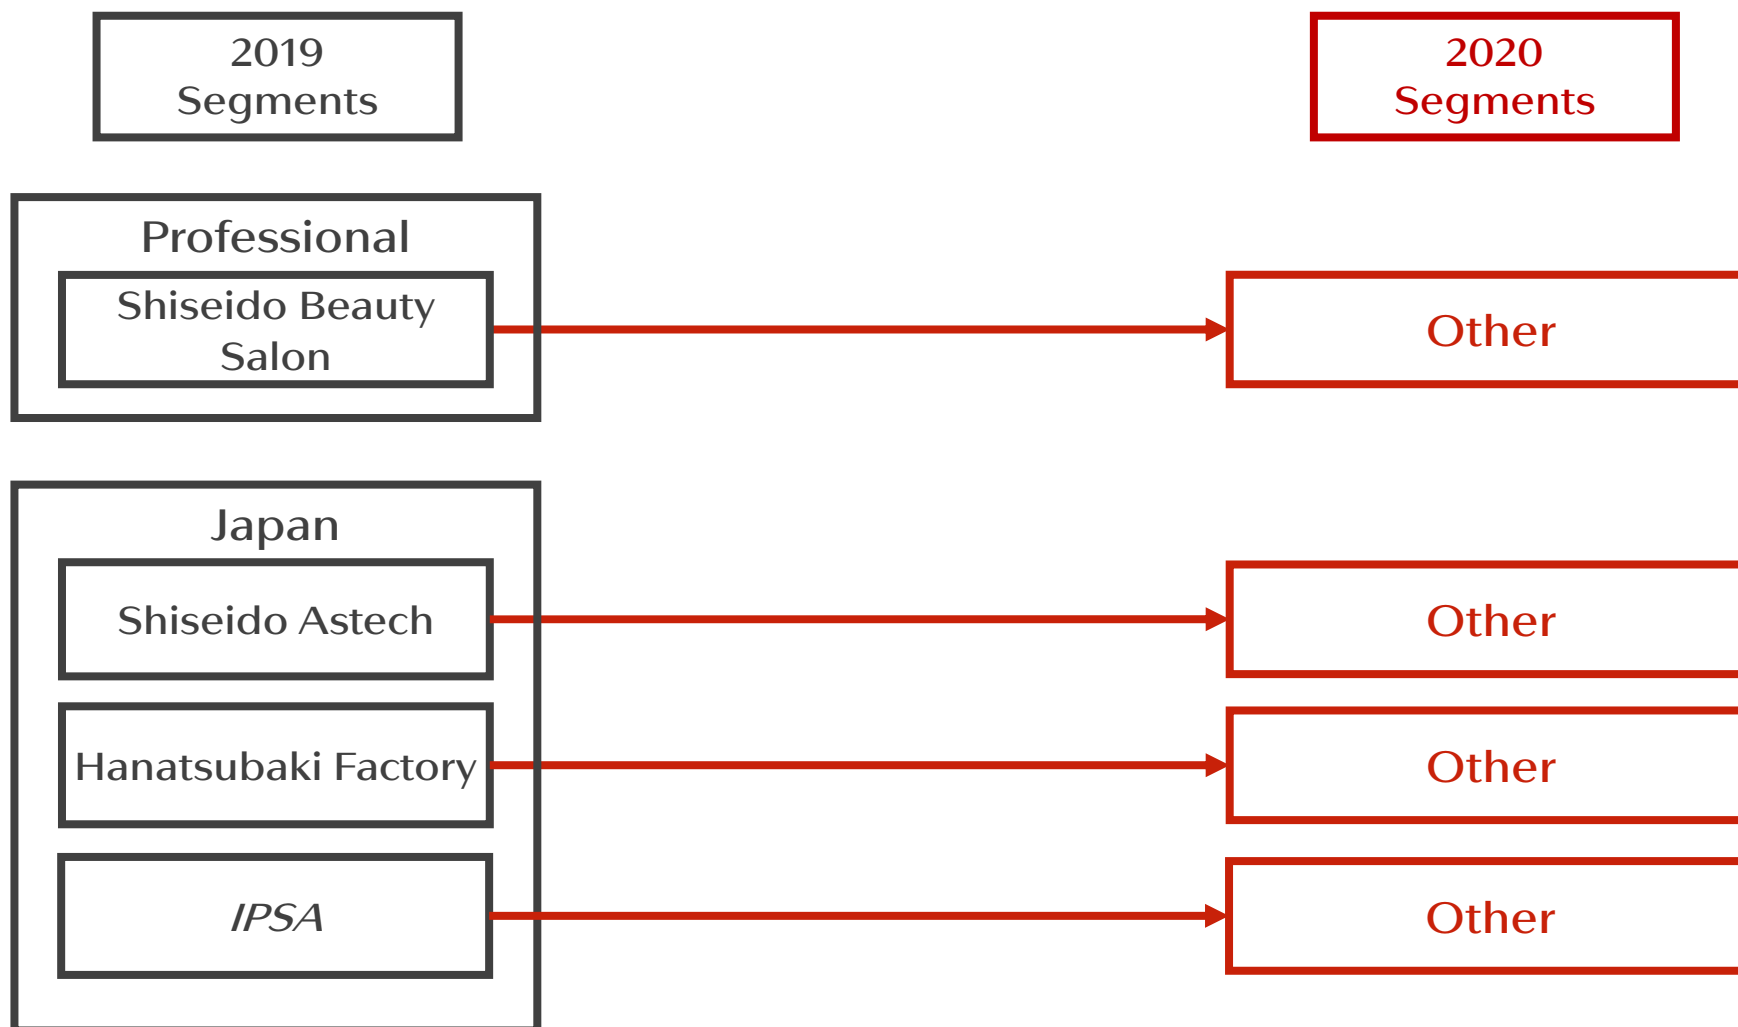 2019
Segments
2020
Segments
Professional
Shiseido Beauty
Salon
Other
Japan
Shiseido Astech
Other
Hanatsubaki Factory
Other
IPSA
Other